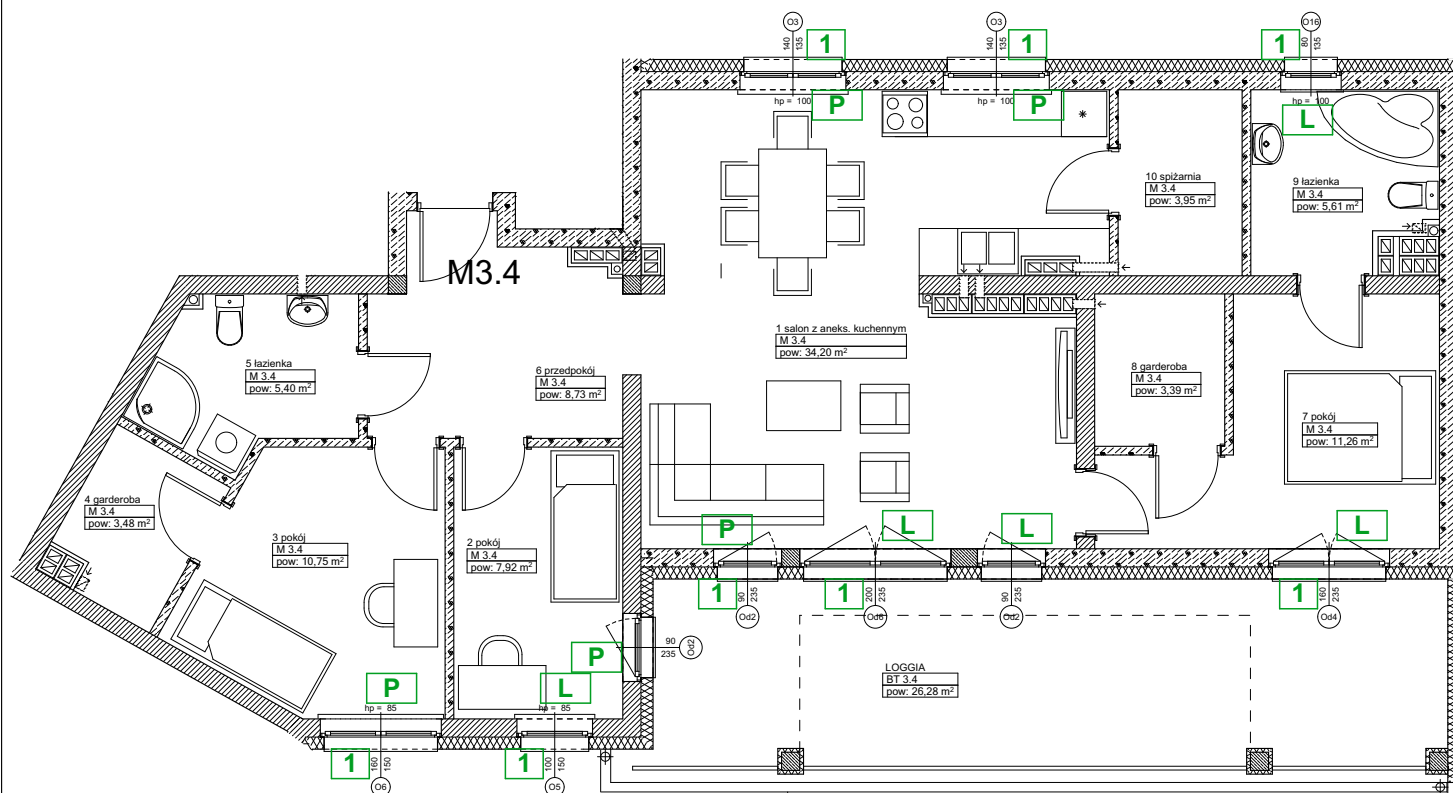 O3
O3
O16
140
135
1
140
135
1
1
80
135
hp = 100
P
hp = 100
P
hp = 100
L
*
10 spiżarnia
M 3.4
pow: 3,95 m²
9 łazienka
M 3.4
pow: 5,61 m²
M3.4
1 salon z aneks. kuchennym
M 3.4
pow: 34,20 m²
5 łazienka
M 3.4
pow: 5,40 m²
6 przedpokój
M 3.4
pow: 8,73 m²
8 garderoba
M 3.4
pow: 3,39 m²
7 pokój
M 3.4
pow: 11,26 m²
4 garderoba
M 3.4
pow: 3,48 m²
3 pokój
M 3.4
pow: 10,75 m²
2 pokój
M 3.4
pow: 7,92 m²
P
L
L
L
1
90
235
1
200
235
90
235
1
160
235
Od2
Od6
Od2
Od4
P
90
235
Od2
LOGGIA
BT 3.4
pow: 26,28 m²
P
hp = 85
L
hp = 85
1
160
150
1
100
150
O6
O5